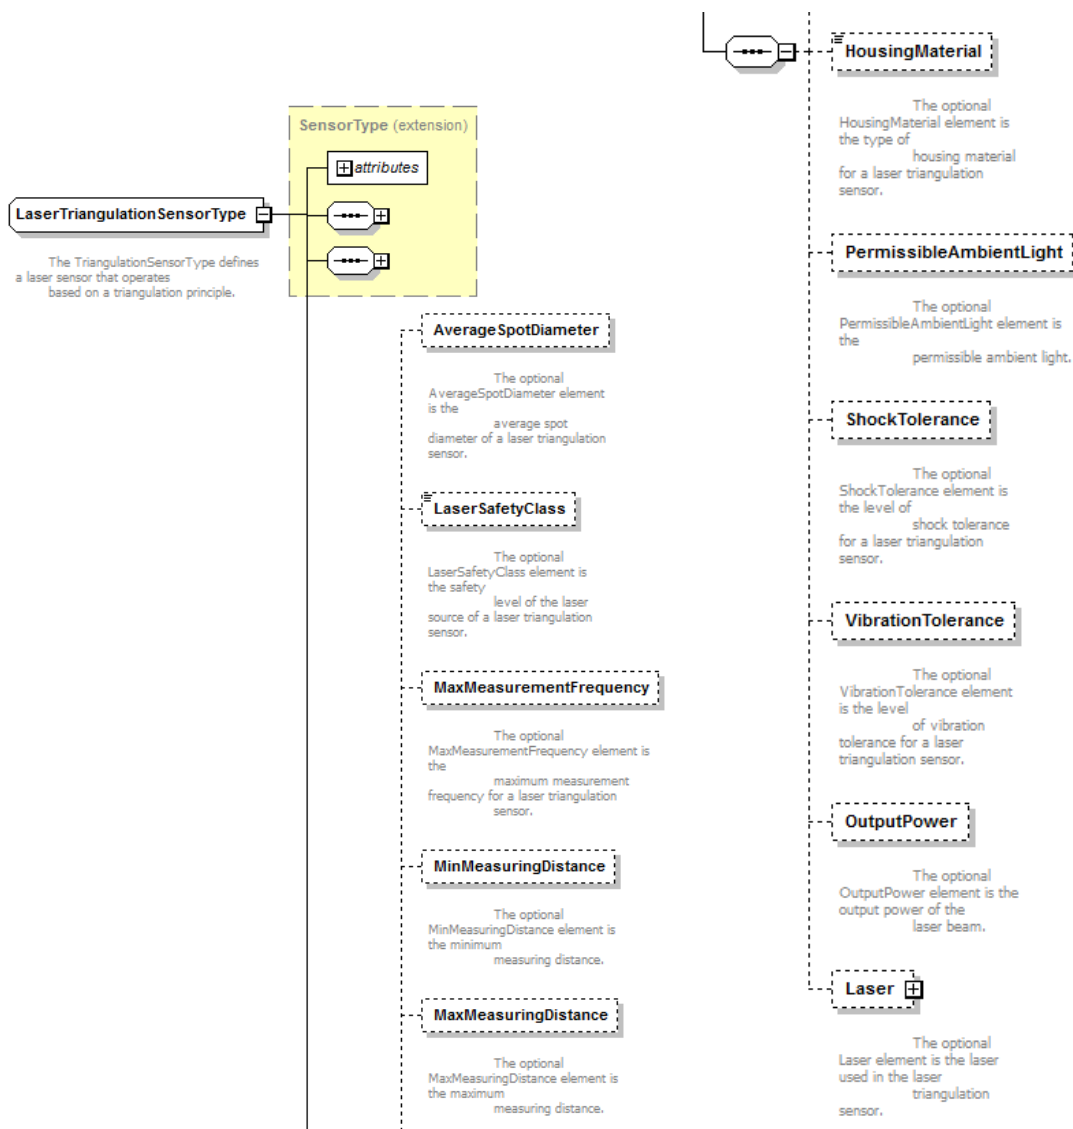 SensorType (extension)
attributes
LaserTriangulationSensorType
The TriangulationSensorType defines
a laser sensor that operates
based on a triangulation principle.
AverageSpotDiameter
The optional
AverageSpotDiameter element
is the
average spot
diameter of a laser triangulation
sensor.
LaserSafetyClass
The optional
LaserSafetyClass element is
the safety
level of the laser
source of a laser triangulation
sensor.
MaxMeasurementFrequency
The optional
MaxMeasurementFrequency element is
the
maximum measurement
frequency for a laser triangulation
sensor.
MinMeasuringDistance
The optional
MinMeasuringDistance element is
the minimum
measuring distance.
MaxMeasuringDistance
The optional
MaxMeasuringDistance element is
the maximum
measuring distance.
HousingMaterial
The optional
HousingMaterial element is
the type of
housing material
for a laser triangulation
sensor.
PermissibleAmbientLight
The optional
PermissibleAmbientLight element is
the
permissible ambient light.
ShockTolerance
The optional
ShockTolerance element is
the level of
shock tolerance
for a laser triangulation
sensor.
VibrationTolerance
The optional
VibrationTolerance element
is the level
of vibration
tolerance for a laser
triangulation sensor.
OutputPower
The optional
OutputPower element is the
output power of the
laser beam.
Laser
The optional
Laser element is the laser
used in the laser
triangulation
sensor.